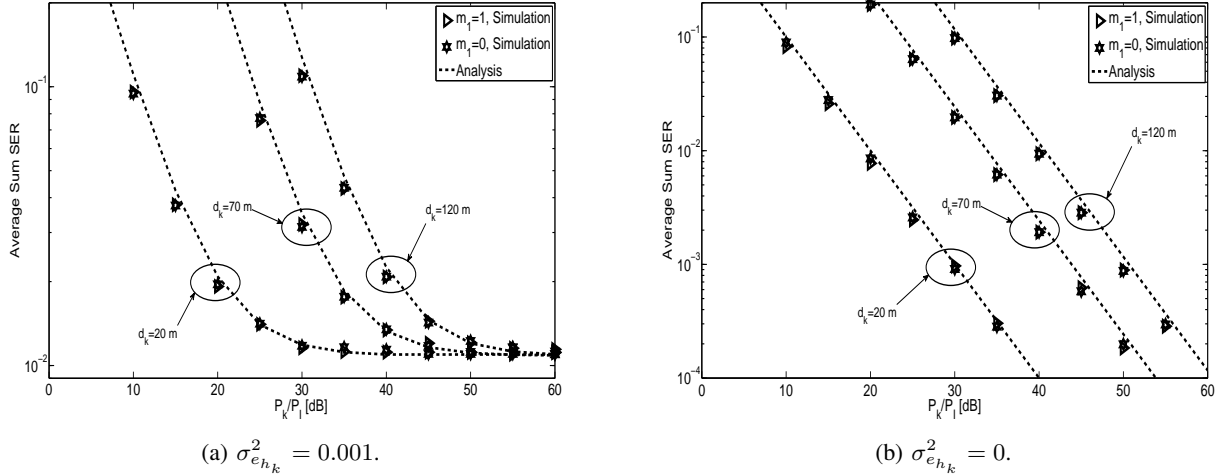 m_1=1, Simulation
m_1=0, Simulation
Analysis
10^{-1}
10^{-2}
Average Sum SER
d_k=70 m
d_k=120 m
d_k=20 m
0 10 20 30 40 50 60
P_k/P_I [dB]
(a) σ²_{e_{h_k}} = 0.001.
m_1=1, Simulation
m_1=0, Simulation
Analysis
10^{-1}
10^{-2}
10^{-3}
10^{-4}
Average Sum SER
d_k=120 m
d_k=70 m
d_k=20 m
0 10 20 30 40 50 60
P_k/P_I [dB]
(b) σ²_{e_{h_k}} = 0.